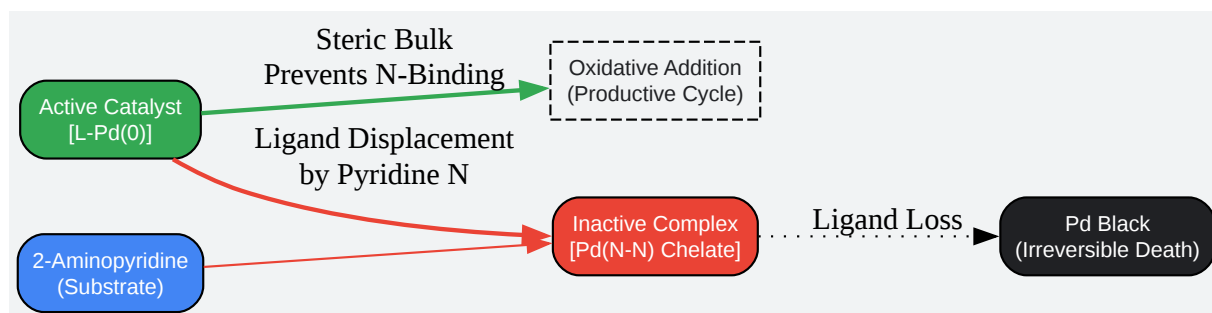 Steric Bulk
Prevents N-Binding
Oxidative Addition
(Productive Cycle)
Active Catalyst
[L-Pd(0)]
Ligand Displacement
by Pyridine N
Inactive Complex
[Pd(N-N) Chelate]
Ligand Loss
Pd Black
(Irreversible Death)
2-Aminopyridine
(Substrate)